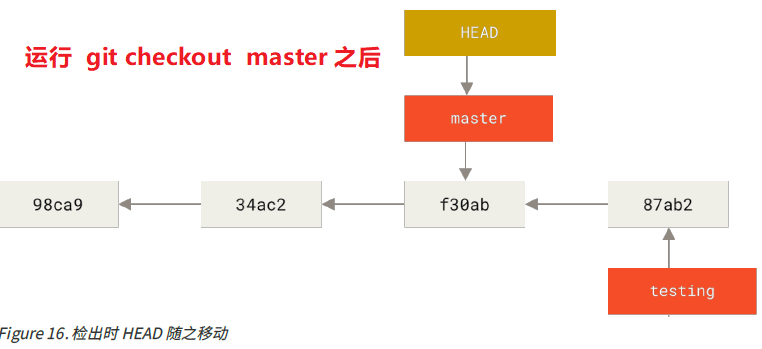 HEAD
运行 git checkout master 之后
master
98ca9
34ac2
f30ab
87ab2
testing
Figure 16. 检出时 HEAD 随之移动